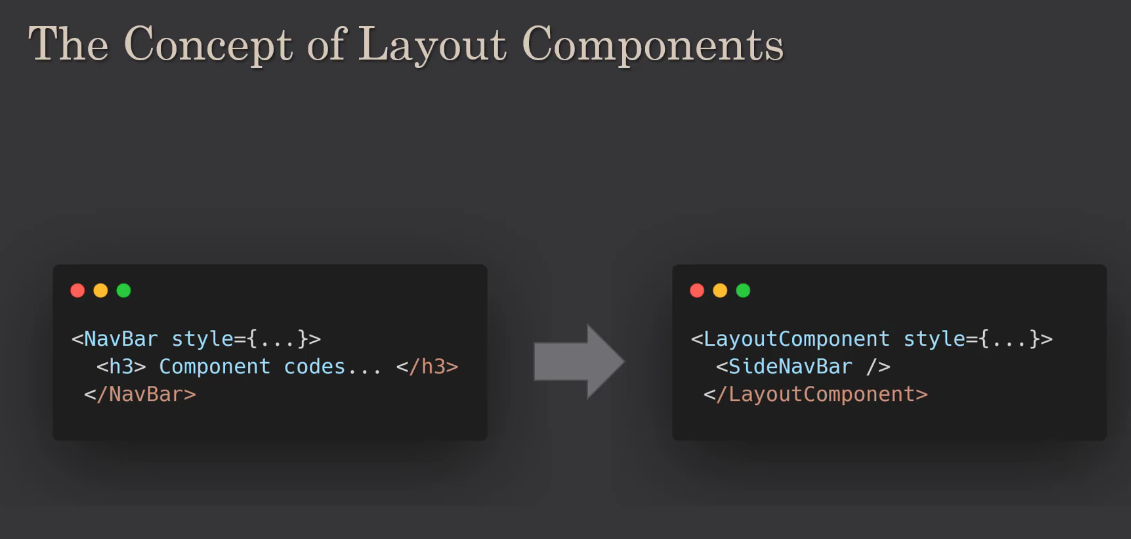 The Concept of Layout Components
<NavBar style={...}>
<h3> Component codes... </h3>
</NavBar>
<LayoutComponent style={...}>
<SideNavBar />
</LayoutComponent>